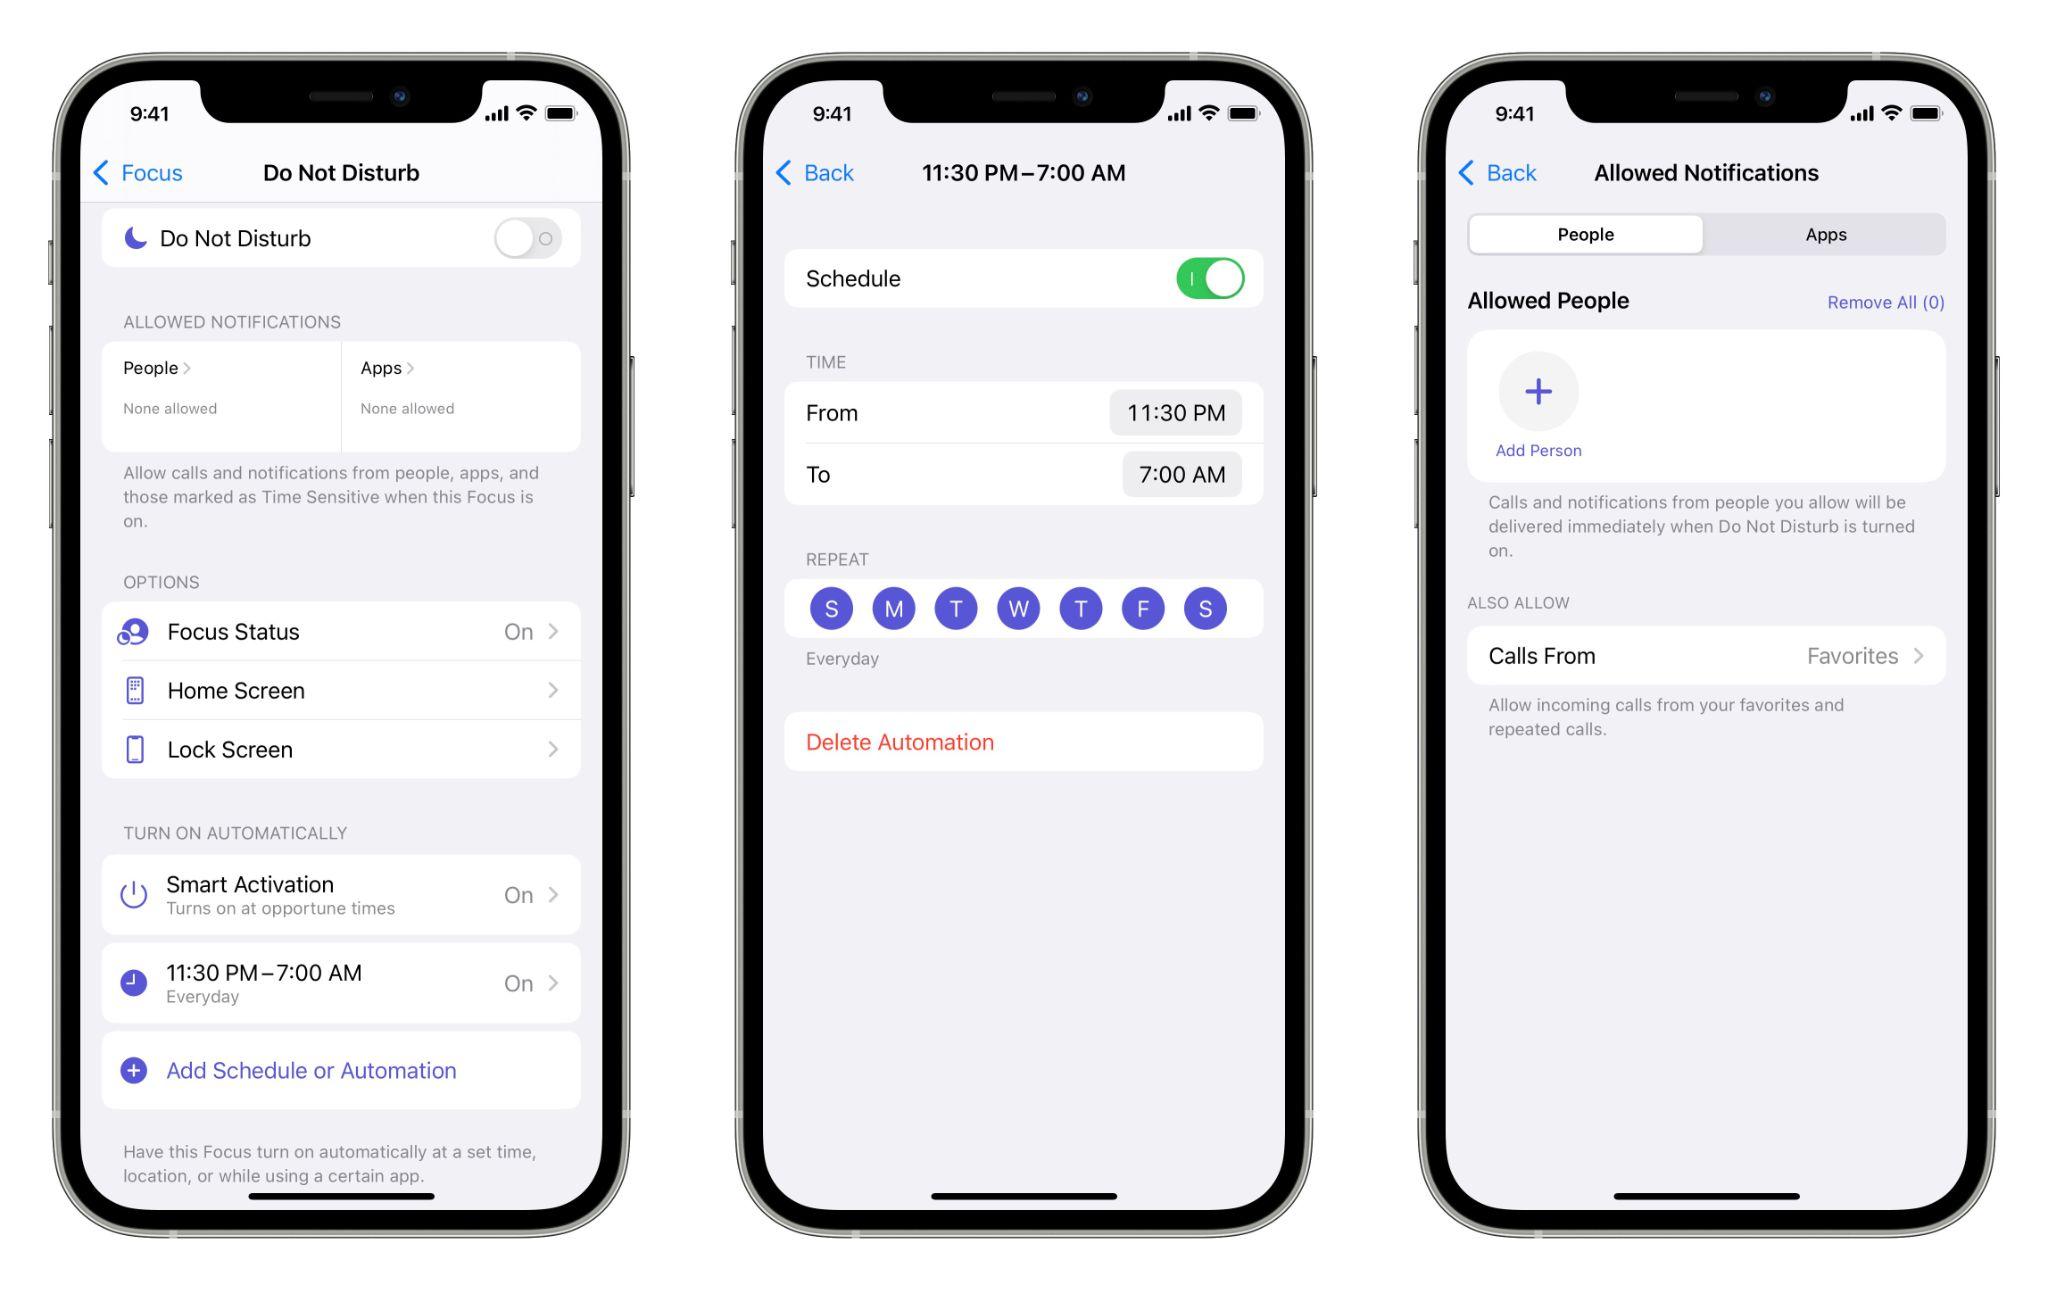 9:41
Focus
Do Not Disturb
Do Not Disturb
ALLOWED NOTIFICATIONS
People
Apps
None allowed
None allowed
Allow calls and notifications from people, apps, and
those marked as Time Sensitive when this Focus is
on.
OPTIONS
Focus Status On
Home Screen
Lock Screen
TURN ON AUTOMATICALLY
Smart Activation
Turns on at opportune times
On
11:30 PM–7:00 AM
Everyday
On
Add Schedule or Automation
Have this Focus turn on automatically at a set time,
location, or while using a certain app.
9:41
Back
11:30 PM–7:00 AM
Schedule
TIME
From 11:30 PM
To 7:00 AM
REPEAT
S M T W T F S
Everyday
Delete Automation
9:41
Back
Allowed Notifications
People Apps
Allowed People Remove All (0)
Add Person
Calls and notifications from people you allow will be
delivered immediately when Do Not Disturb is turned
on.
ALSO ALLOW
Calls From Favorites
Allow incoming calls from your favorites and
repeated calls.